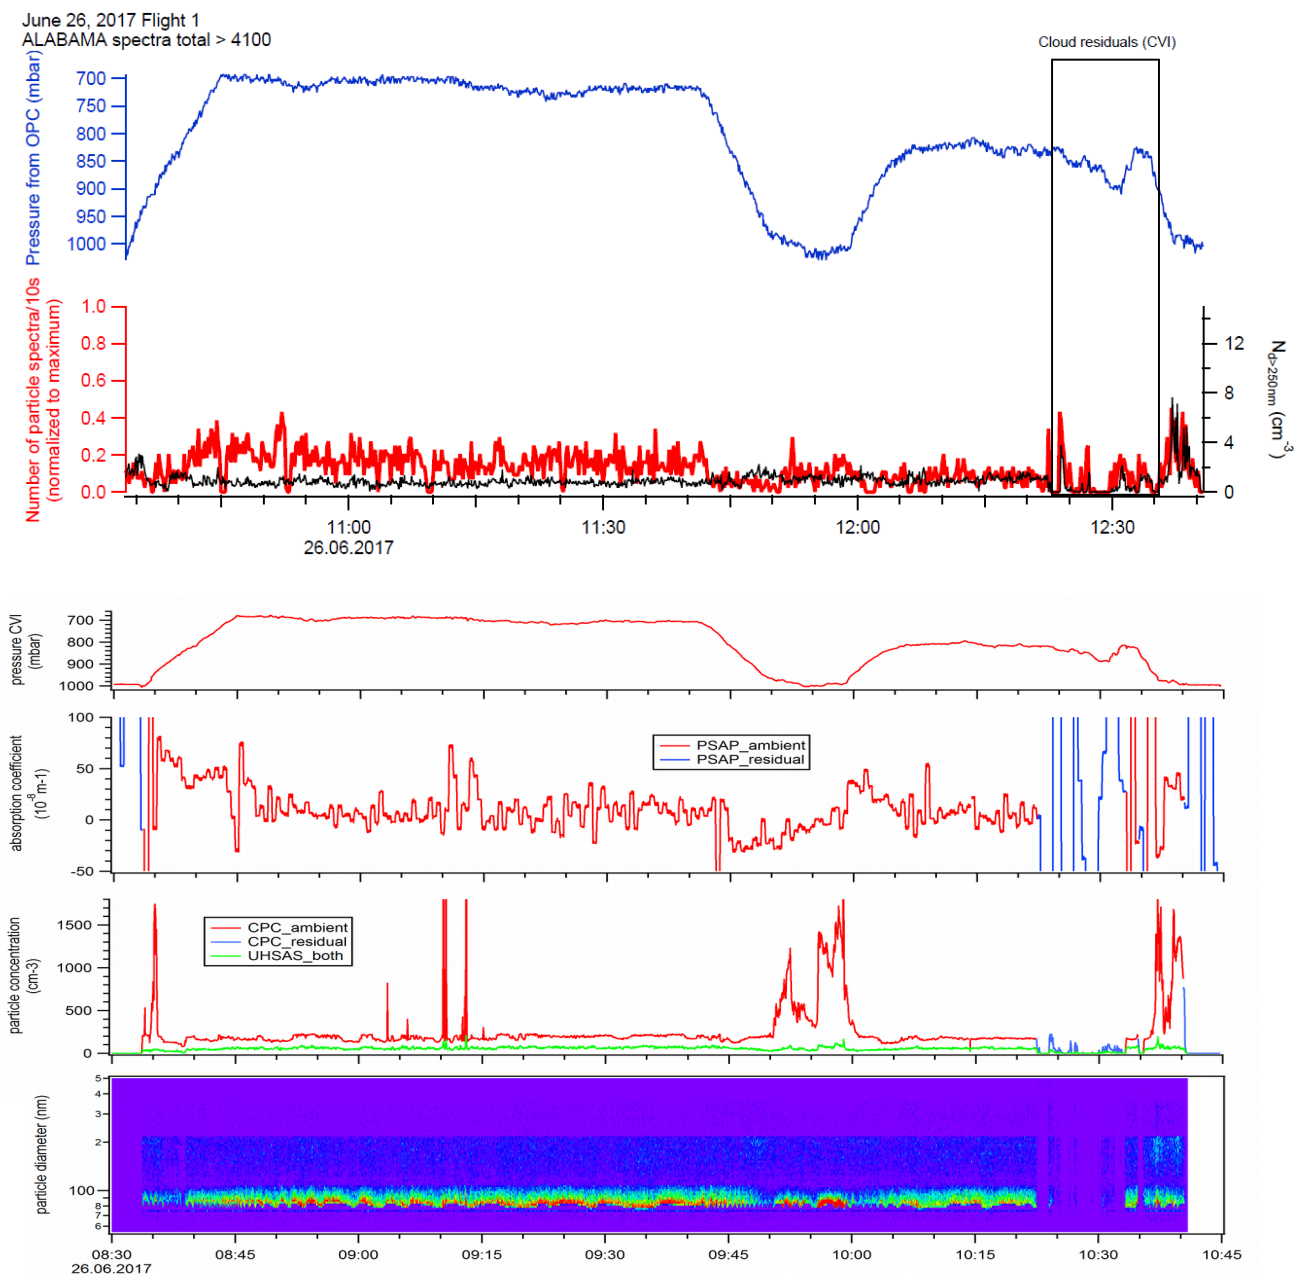 June 26, 2017 Flight 1
ALABAMA spectra total > 4100
Cloud residuals (CVI)
Pressure from OPC (mbar)
700
750
800
850
900
950
1000
Number of particle spectra/10s
(normalized to maximum)
1.0
0.8
0.6
0.4
0.2
0.0
12
8
4
0
Nd>250nm (cm-3)
11:00
11:30
12:00
12:30
26.06.2017
pressure CVI
(mbar)
700
800
900
1000
absorption coefficient
(10-8m-1)
100
50
0
-50
PSAP_ambient
PSAP_residual
particle concentration
(cm-3)
1500
1000
500
0
CPC_ambient
CPC_residual
UHSAS_both
particle diameter (nm)
5
4
3
2
100
8
7
6
08:30
08:45
09:00
09:15
09:30
09:45
10:00
10:15
10:30
10:45
26.06.2017